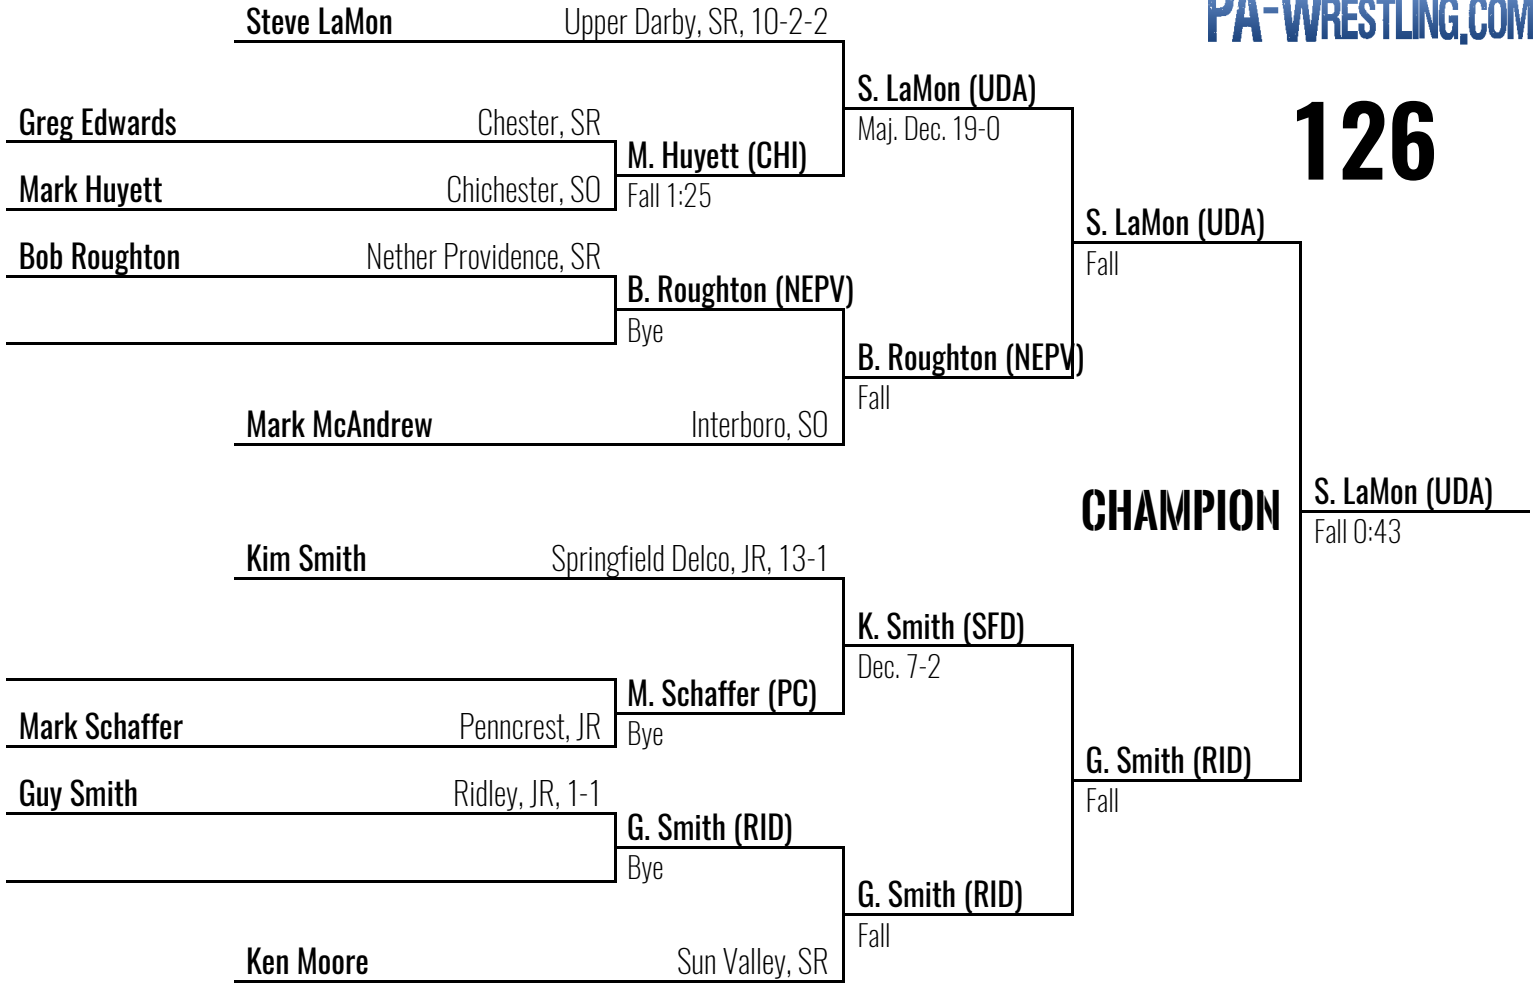 Steve LaMon Upper Darby, SR, 10-2-2
PA-WRESTLING.COM
S. LaMon (UDA)
Maj. Dec. 19-0
126
Greg Edwards Chester, SR
M. Huyett (CHI)
Fall 1:25
Mark Huyett Chichester, SO
S. LaMon (UDA)
Fall
Bob Roughton Nether Providence, SR
B. Roughton (NEPV)
Bye
B. Roughton (NEPV)
Fall
Mark McAndrew Interboro, SO
CHAMPION
S. LaMon (UDA)
Fall 0:43
Kim Smith Springfield Delco, JR, 13-1
K. Smith (SFD)
Dec. 7-2
M. Schaffer (PC)
Bye
Mark Schaffer Penncrest, JR
G. Smith (RID)
Fall
Guy Smith Ridley, JR, 1-1
G. Smith (RID)
Bye
G. Smith (RID)
Fall
Ken Moore Sun Valley, SR